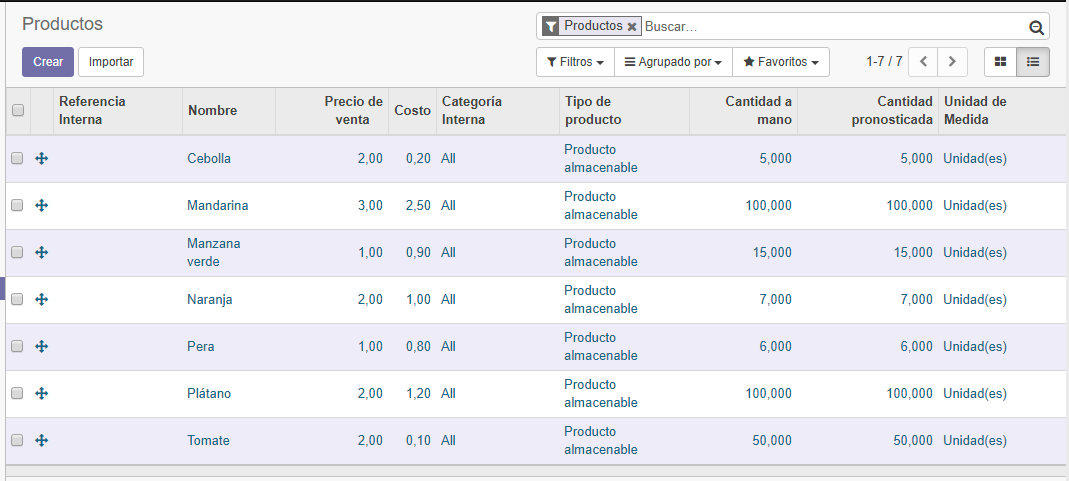 Productos
Productos
Buscar...
Crear
Importar
Filtros
Agrupado por
Favoritos
1-7 / 7
Referencia Interna Nombre Precio de venta Costo Categoría Interna Tipo de producto Cantidad a mano Cantidad pronosticada Unidad de Medida
Cebolla 2,00 0,20 All Producto almacenable 5,000 5,000 Unidad(es)
Mandarina 3,00 2,50 All Producto almacenable 100,000 100,000 Unidad(es)
Manzana verde 1,00 0,90 All Producto almacenable 15,000 15,000 Unidad(es)
Naranja 2,00 1,00 All Producto almacenable 7,000 7,000 Unidad(es)
Pera 1,00 0,80 All Producto almacenable 6,000 6,000 Unidad(es)
Plátano 2,00 1,20 All Producto almacenable 100,000 100,000 Unidad(es)
Tomate 2,00 0,10 All Producto almacenable 50,000 50,000 Unidad(es)